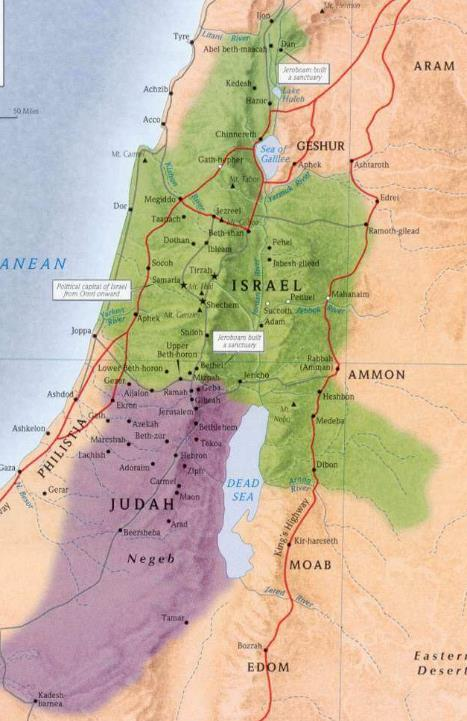 Ijon
Mt. Hermon
Tyre
Litani River
Abel beth-maacah
Dan
Jeroboam built
a sanctuary
ARAM
Kedesh
Achzib
Lake
Huleh
Hazor
50 Miles
Acco
Chinnereth
GESHUR
Mt. Carmel
Gath-hepher
Sea of
Galilee
Aphek
Ashtaroth
Kishon River
Mt. Tabor
Yarmuk River
Megiddo
Edrei
Dor
Jezreel
Taanach
Ramoth-gilead
Beth-shan
Dothan
Ibleam
Pehel
ANEAN
Jabesh-gilead
Socoh
Tirzah
Political capital of Israel
from Omri onward
Samaria
ISRAEL
Shechem
Penuel
Mahanaim
Succoth
Jabbok River
Yarkon
River
Aphek
Mt. Gerizim
Adam
Joppa
Shiloh
Jeroboam built
a sanctuary
Upper
Beth-horon
Rabbah
(Amman)
Lower Beth-horon
Bethel
Mizpah
AMMON
Gezer
Jericho
Ashdod
Aijalon
Ramah
Geba
Gibeah
Heshbon
Ekron
Jerusalem
Mt.
Nebo
Gath
Bethlehem
Medeba
Ashkelon
Azekah
PHILISTIA
Mareshah
Beth-zur
Tekoa
Lachish
Hebron
Gaza
Adoraim
Ziph
Dibon
DEAD
SEA
Arnon
River
Gerar
N. Besor
Carmel
Maon
JUDAH
Arad
Beersheba
King's Highway
Kir-hareseth
Negeb
MOAB
Zered River
Tamar
Bozrah
Eastern
Desert
EDOM
Kadesh-
barnea